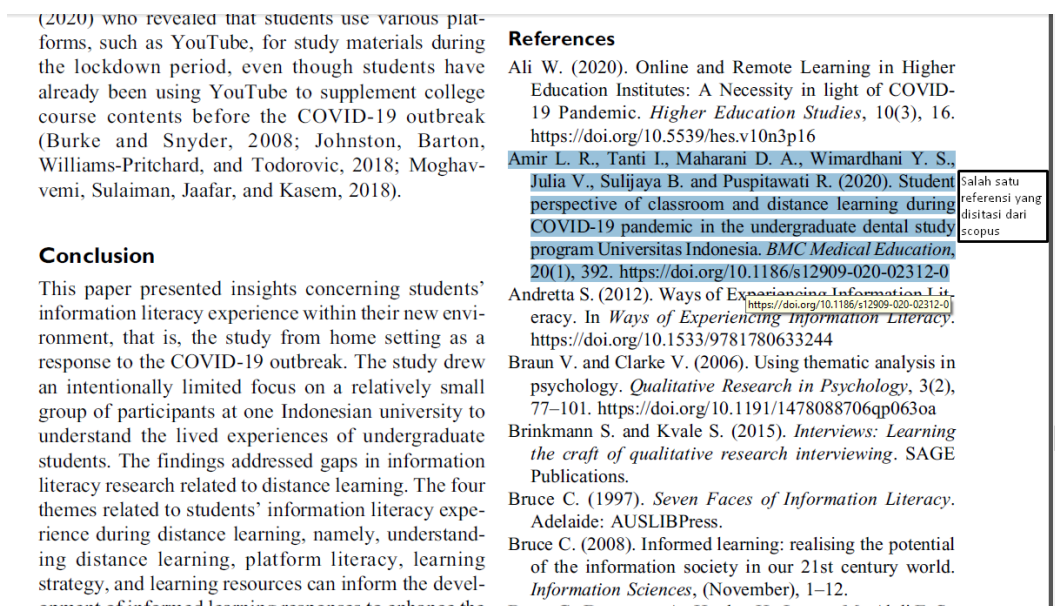 (2020) who revealed that students use various plat-
forms, such as YouTube, for study materials during
the lockdown period, even though students have
already been using YouTube to supplement college
course contents before the COVID-19 outbreak
(Burke and Snyder, 2008; Johnston, Barton,
Williams-Pritchard, and Todorovic, 2018; Moghav-
vemi, Sulaiman, Jaafar, and Kasem, 2018).
Conclusion
This paper presented insights concerning students’
information literacy experience within their new envi-
ronment, that is, the study from home setting as a
response to the COVID-19 outbreak. The study drew
an intentionally limited focus on a relatively small
group of participants at one Indonesian university to
understand the lived experiences of undergraduate
students. The findings addressed gaps in information
literacy research related to distance learning. The four
themes related to students’ information literacy expe-
rience during distance learning, namely, understand-
ing distance learning, platform literacy, learning
strategy, and learning resources can inform the devel-
opment of informed learning responses to enhance the
References
Ali W. (2020). Online and Remote Learning in Higher
Education Institutes: A Necessity in light of COVID-
19 Pandemic. Higher Education Studies, 10(3), 16.
https://doi.org/10.5539/hes.v10n3p16
Amir L. R., Tanti I., Maharani D. A., Wimardhani Y. S.,
Julia V., Sulijaya B. and Puspitawati R. (2020). Student
perspective of classroom and distance learning during
COVID-19 pandemic in the undergraduate dental study
program Universitas Indonesia. BMC Medical Education,
20(1), 392. https://doi.org/10.1186/s12909-020-02312-0
Andretta S. (2012). Ways of Experiencing Information Lit-
eracy. In Ways of Experiencing Information Literacy.
https://doi.org/10.1533/9781780633244
Braun V. and Clarke V. (2006). Using thematic analysis in
psychology. Qualitative Research in Psychology, 3(2),
77–101. https://doi.org/10.1191/1478088706qp063oa
Brinkmann S. and Kvale S. (2015). Interviews: Learning
the craft of qualitative research interviewing. SAGE
Publications.
Bruce C. (1997). Seven Faces of Information Literacy.
Adelaide: AUSLIBPress.
Bruce C. (2008). Informed learning: realising the potential
of the information society in our 21st century world.
Information Sciences, (November), 1–12.
Salah satu
referensi yang
disitasi dari
scopus
https://doi.org/10.1186/s12909-020-02312-0